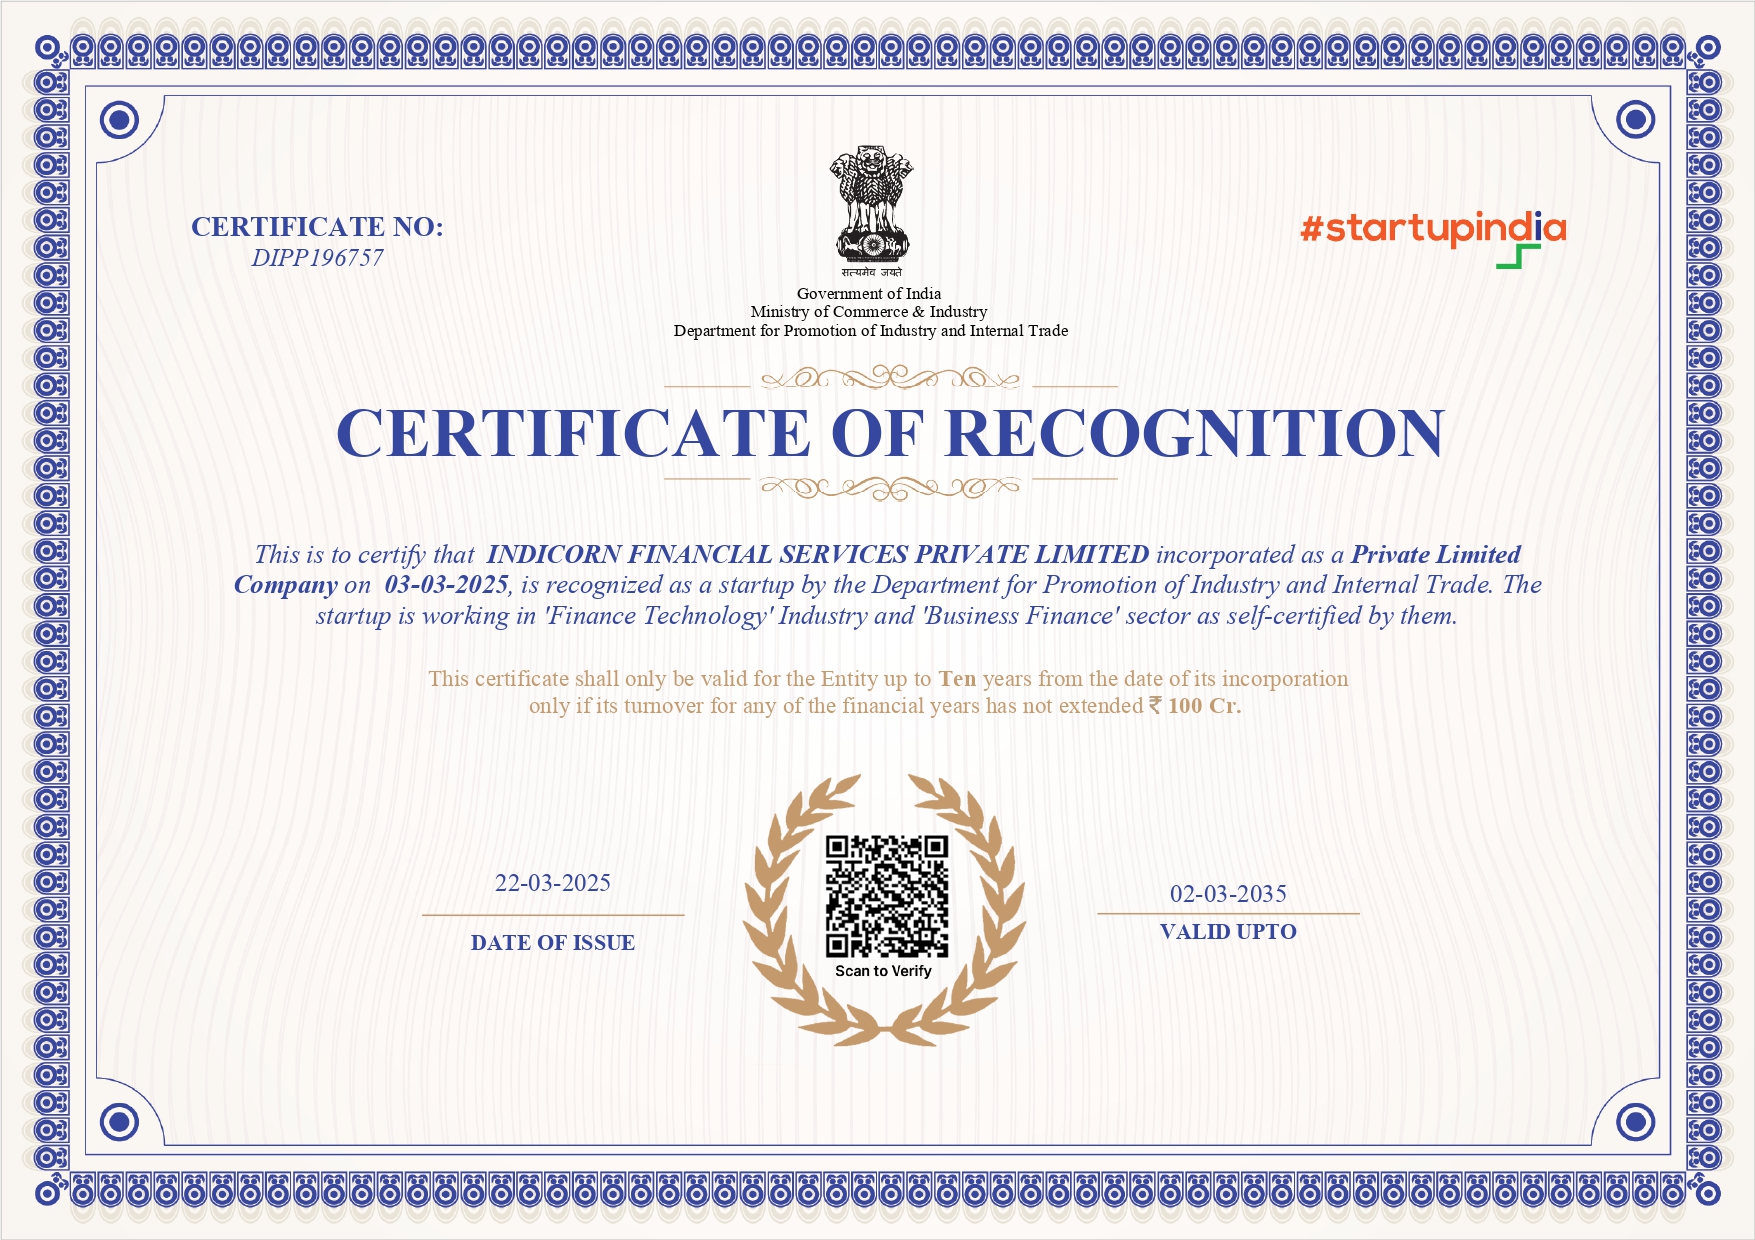 CERTIFICATE NO:
DIPP196757
सत्यमेव जयते
#startupindia
Government of India
Ministry of Commerce & Industry
Department for Promotion of Industry and Internal Trade
CERTIFICATE OF RECOGNITION
This is to certify that INDICORN FINANCIAL SERVICES PRIVATE LIMITED incorporated as a Private Limited
Company on 03-03-2025, is recognized as a startup by the Department for Promotion of Industry and Internal Trade. The
startup is working in 'Finance Technology' Industry and 'Business Finance' sector as self-certified by them.
This certificate shall only be valid for the Entity up to Ten years from the date of its incorporation
only if its turnover for any of the financial years has not extended ₹ 100 Cr.
22-03-2025
DATE OF ISSUE
Scan to Verify
02-03-2035
VALID UPTO